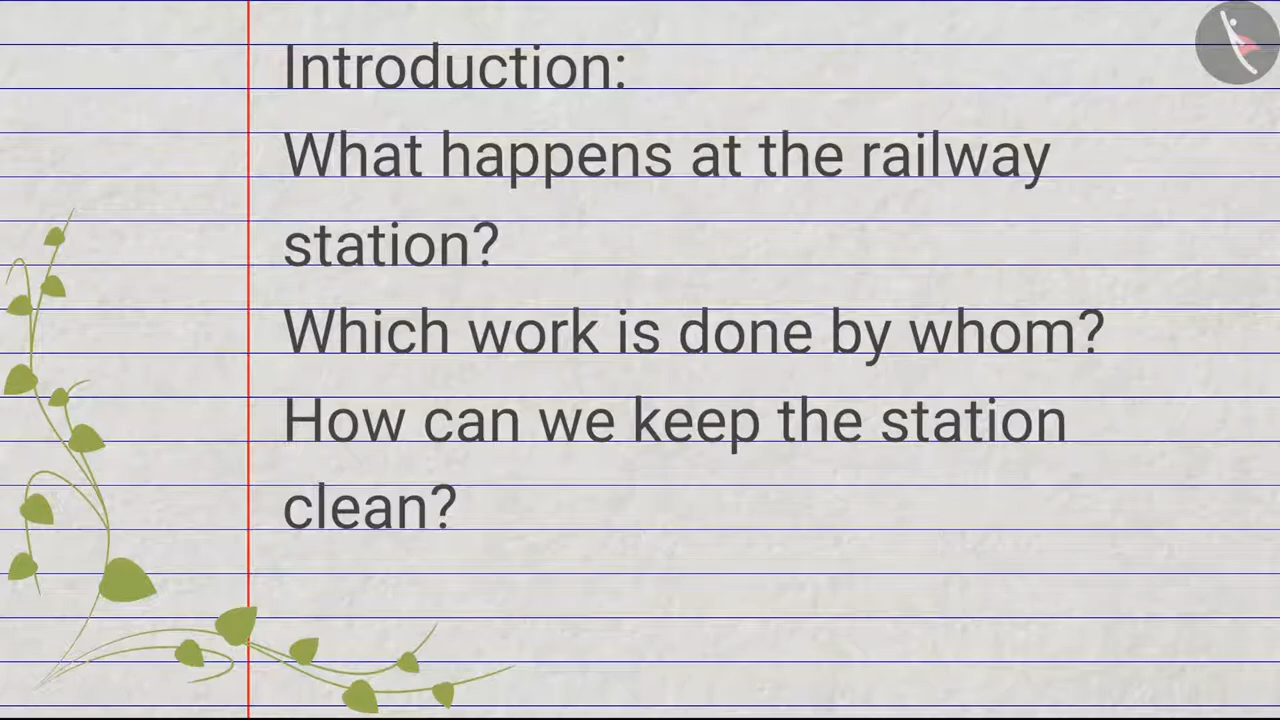 Introduction:
What happens at the railway
station?
Which work is done by whom?
How can we keep the station
clean?